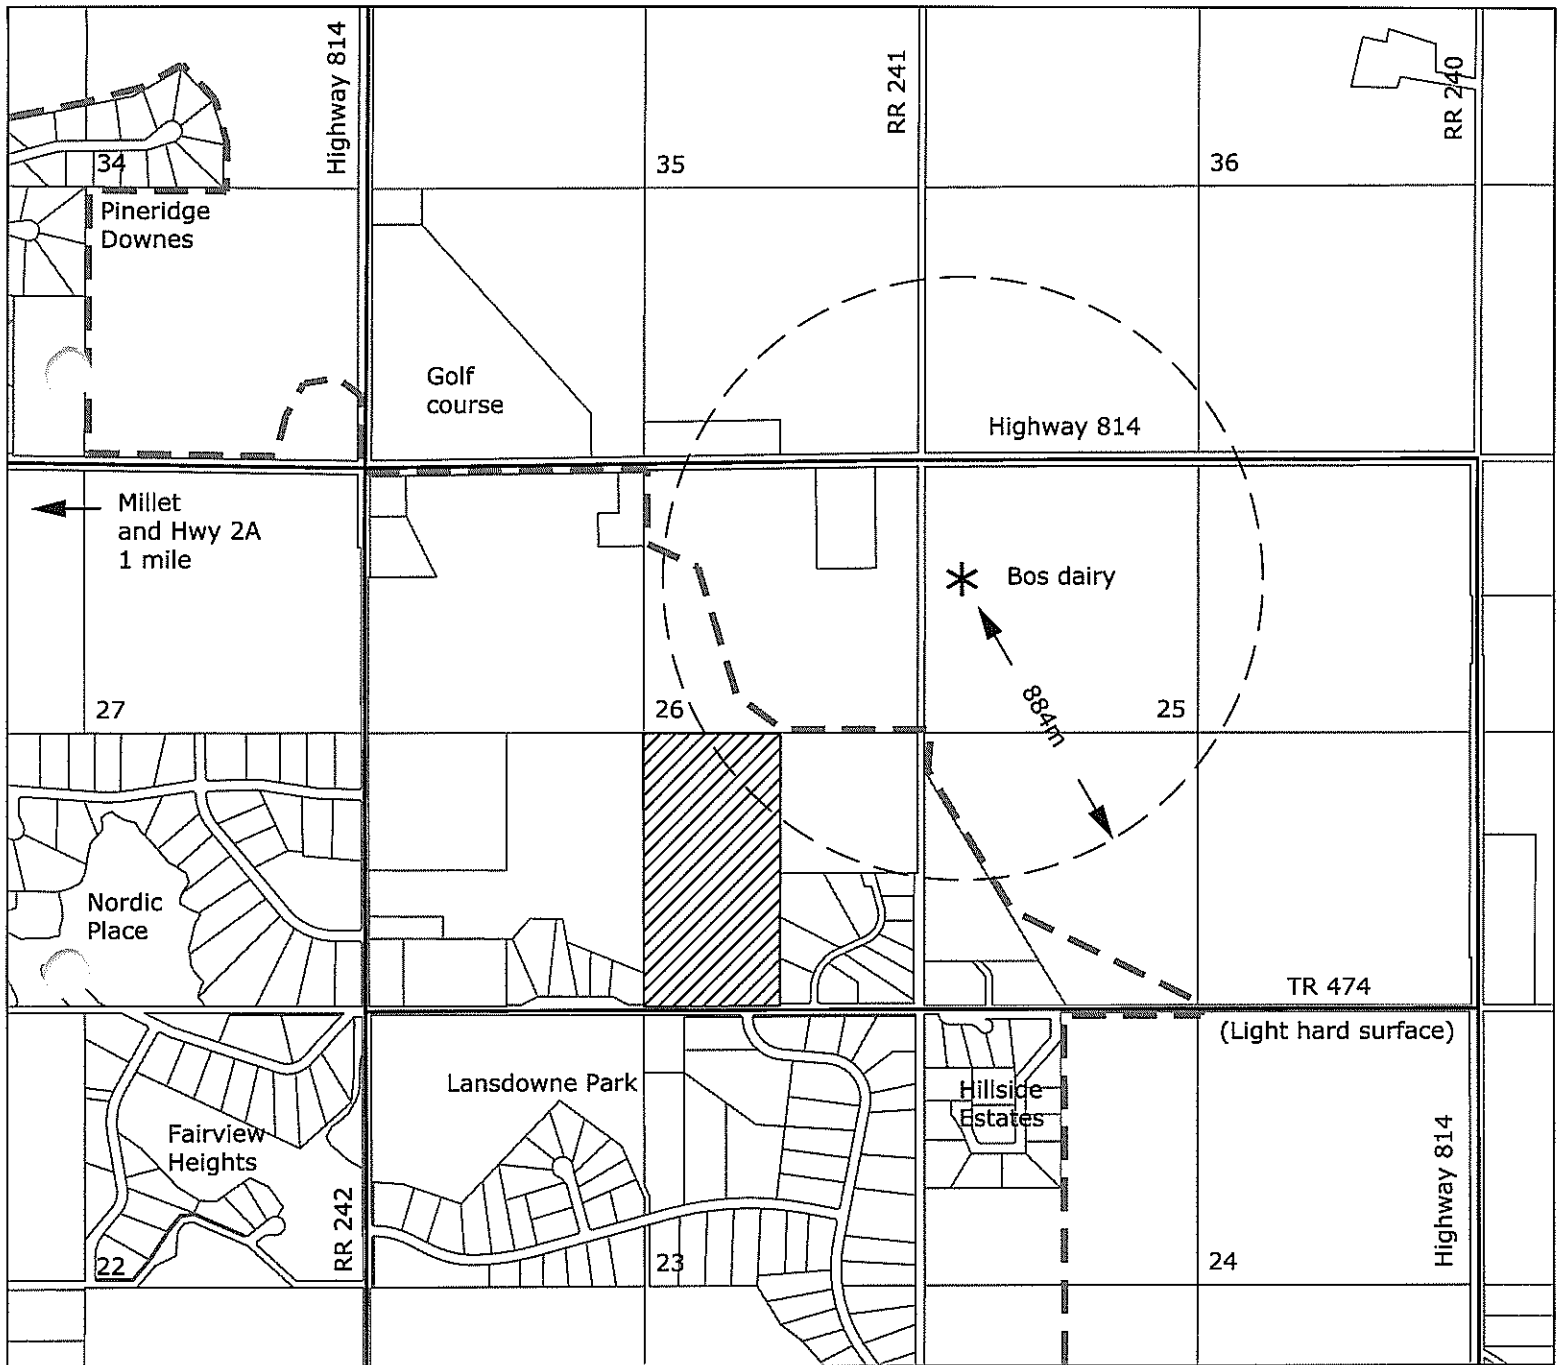 Highway 814
RR 241
RR 240
34
35
36
Pineridge
Downes
Golf
course
Highway 814
Millet
and Hwy 2A
1 mile
Bos dairy
884m
27
26
25
Nordic
Place
TR 474
(Light hard surface)
Lansdowne Park
Hillside
Estates
Fairview
Heights
RR 242
Highway 814
22
23
24